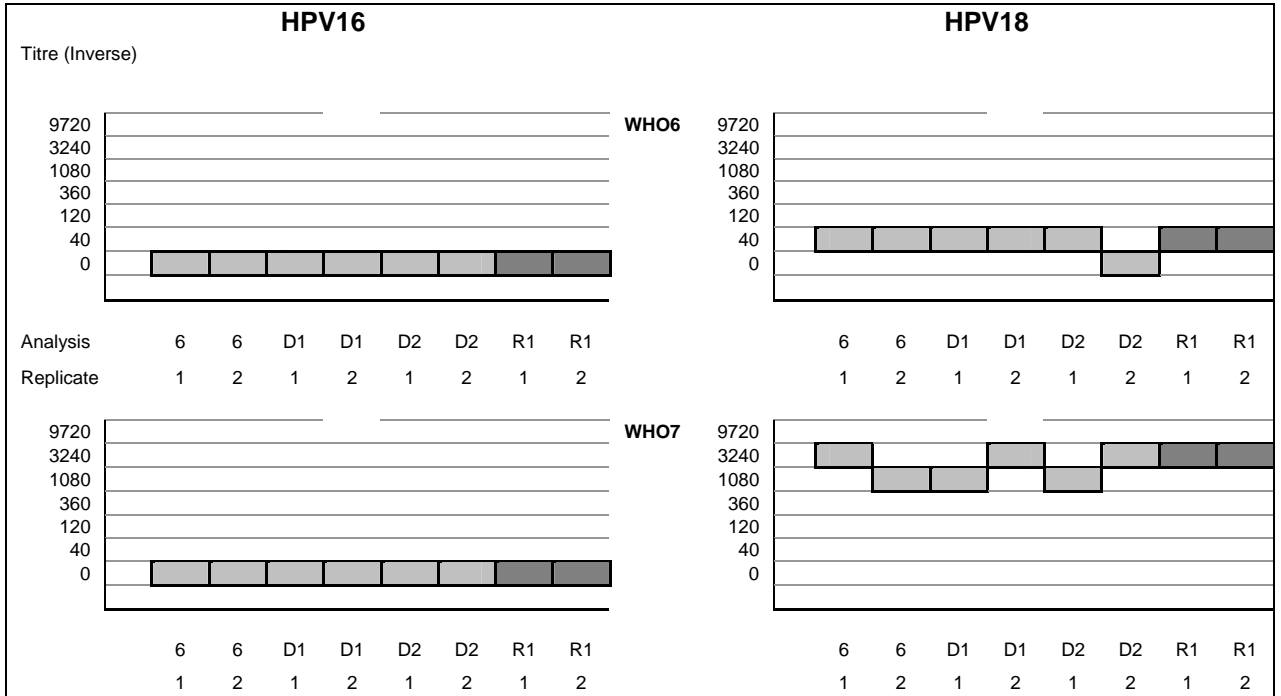 HPV16 HPV18
Titre (Inverse)
9720 WHO6 9720
3240 3240
1080 1080
360 360
120 120
40 40
0 0
Analysis 6 6 D1 D1 D2 D2 R1 R1 6 6 D1 D1 D2 D2 R1 R1
Replicate 1 2 1 2 1 2 1 2 1 2 1 2 1 2 1 2
9720 WHO7 9720
3240 3240
1080 1080
360 360
120 120
40 40
0 0
6 6 D1 D1 D2 D2 R1 R1 6 6 D1 D1 D2 D2 R1 R1
1 2 1 2 1 2 1 2 1 2 1 2 1 2 1 2